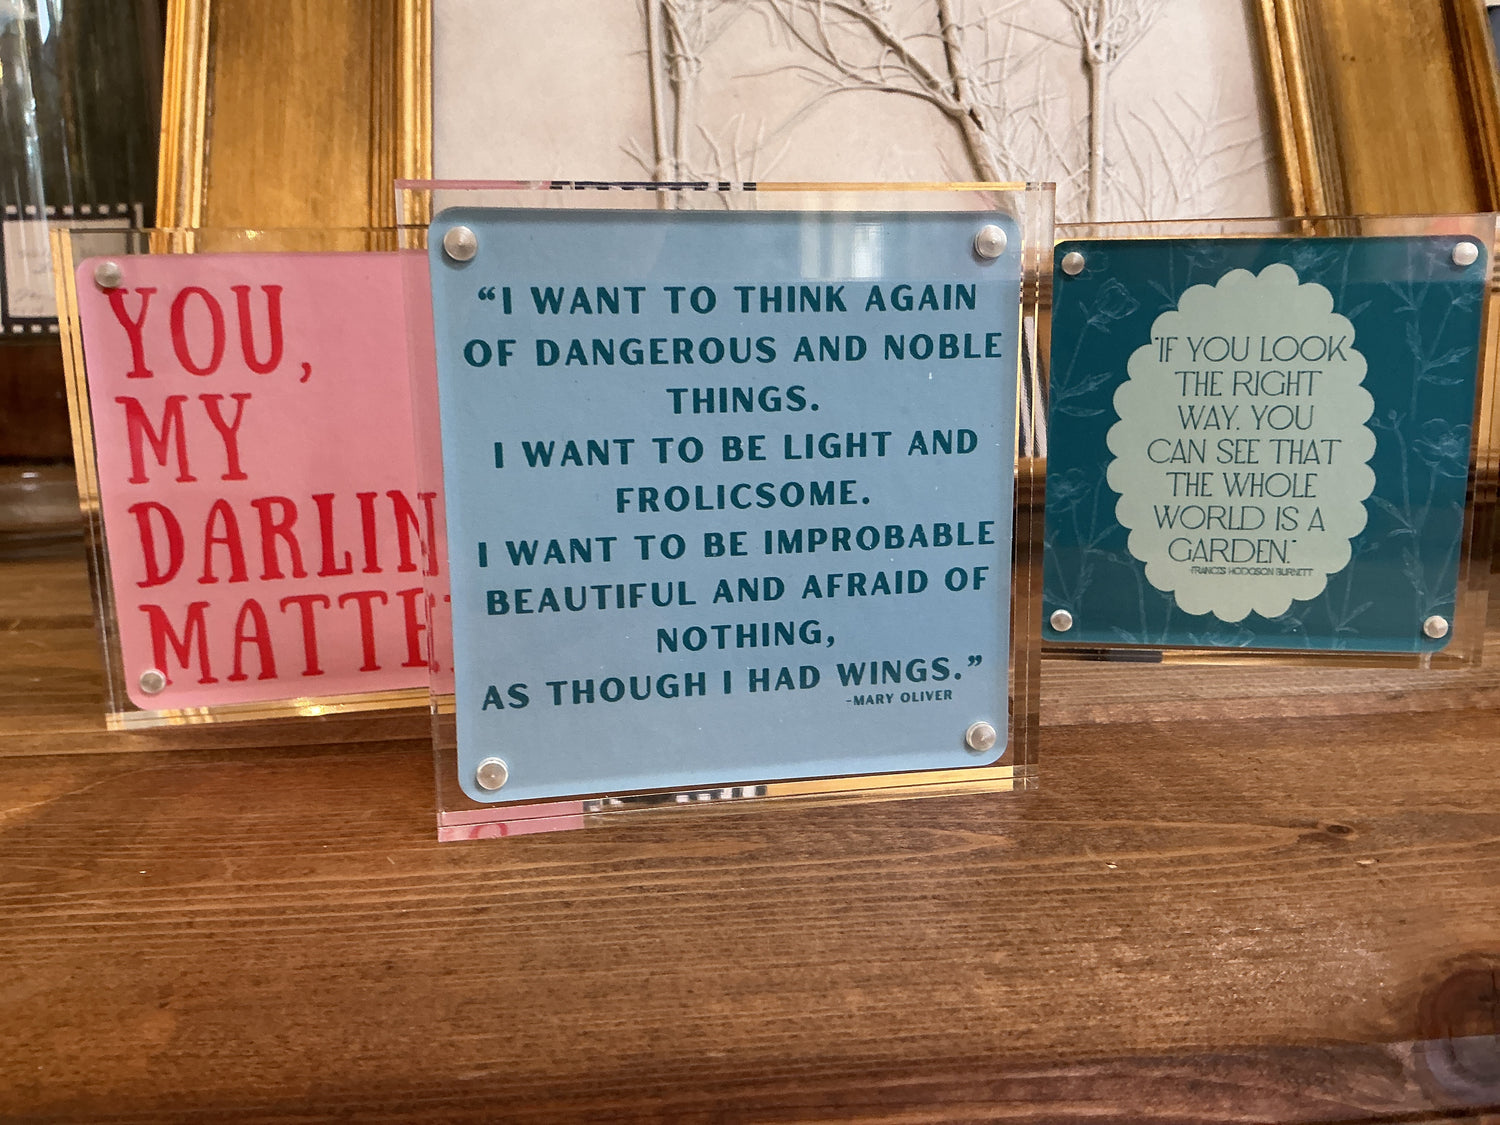 YOU,
MY
DARLIN
MATTE
“I WANT TO THINK AGAIN
OF DANGEROUS AND NOBLE
THINGS.
I WANT TO BE LIGHT AND
FROLICSOME.
I WANT TO BE IMPROBABLE
BEAUTIFUL AND AFRAID OF
NOTHING,
AS THOUGH I HAD WINGS.”
-MARY OLIVER
"IF YOU LOOK
THE RIGHT
WAY, YOU
CAN SEE THAT
THE WHOLE
WORLD IS A
GARDEN."
-FRANCES HODGSON BURNETT